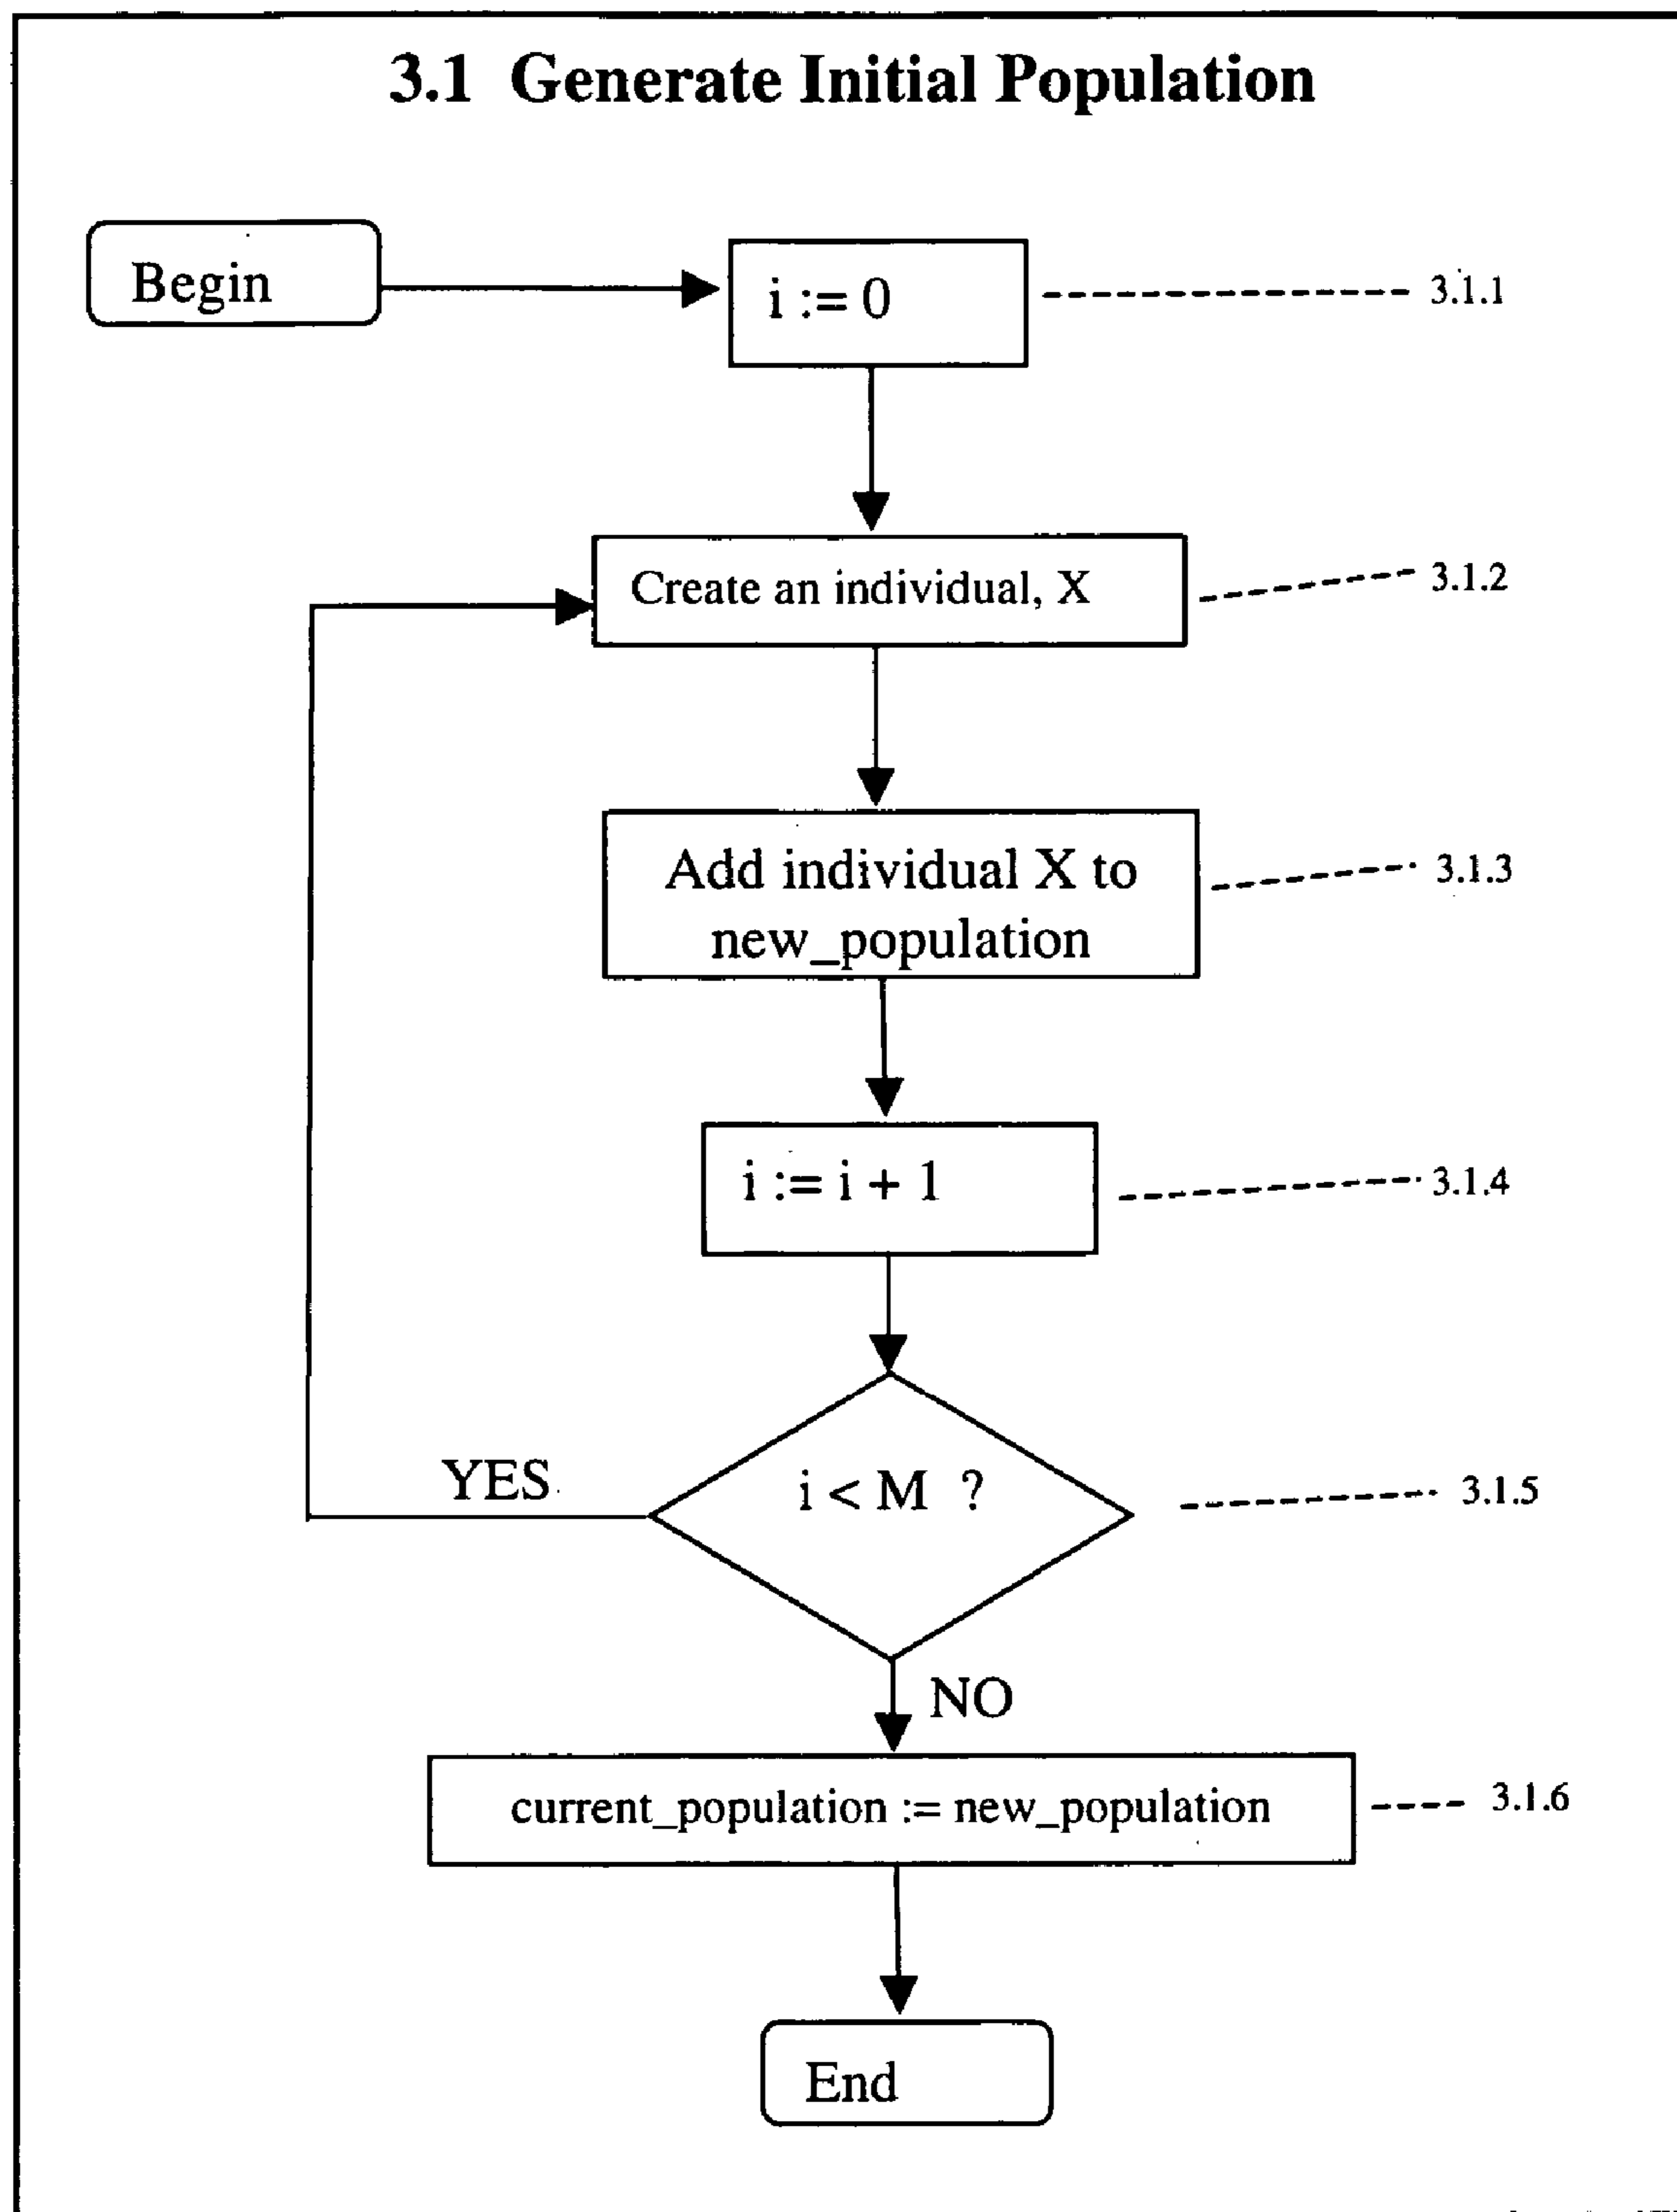 3.1 Generate Initial Population
Begin
i := 0
3.1.1
Create an individual, X
3.1.2
Add individual X to
new_population
3.1.3
i := i + 1
3.1.4
i < M ?
3.1.5
YES
NO
current_population := new_population
3.1.6
End